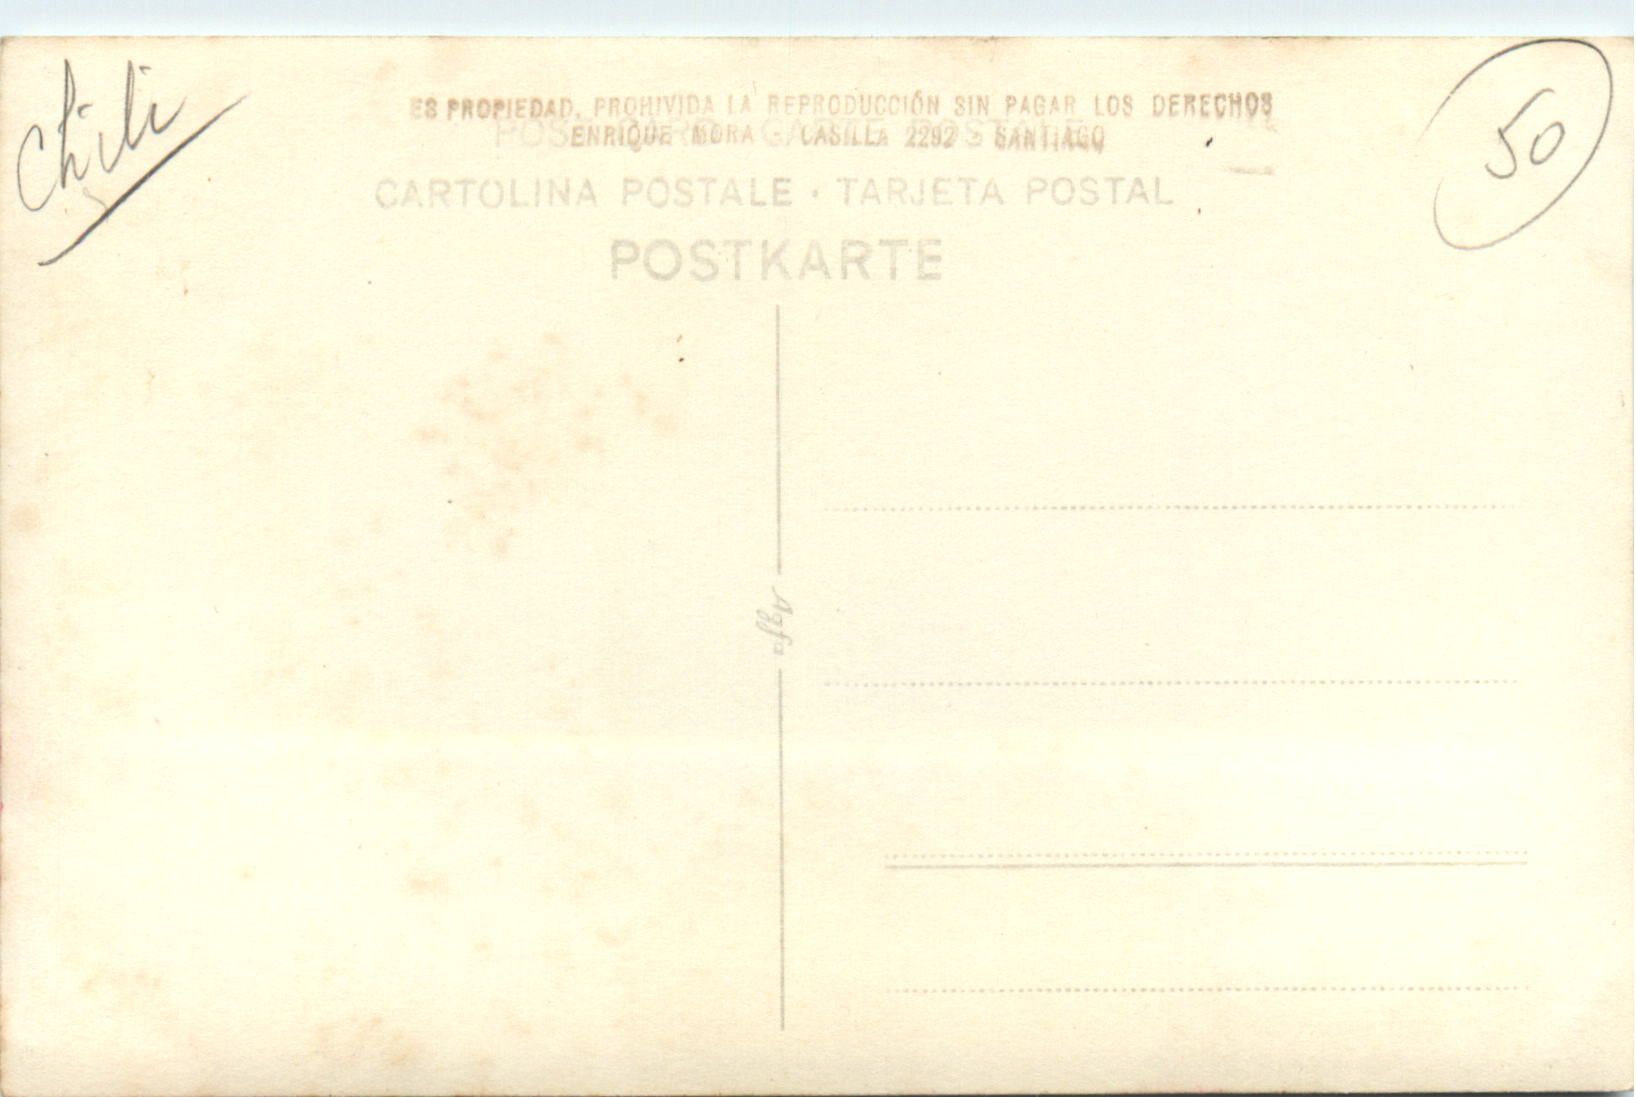 Chili
50
ES PROPIEDAD. PROHIVIDA LA REPRODUCCIÓN SIN PAGAR LOS DERECHOS
ENRIQUE MORA CASILLA 2292 SANTIAGO
CARTOLINA POSTALE · TARJETA POSTAL
POSTKARTE
Agfa